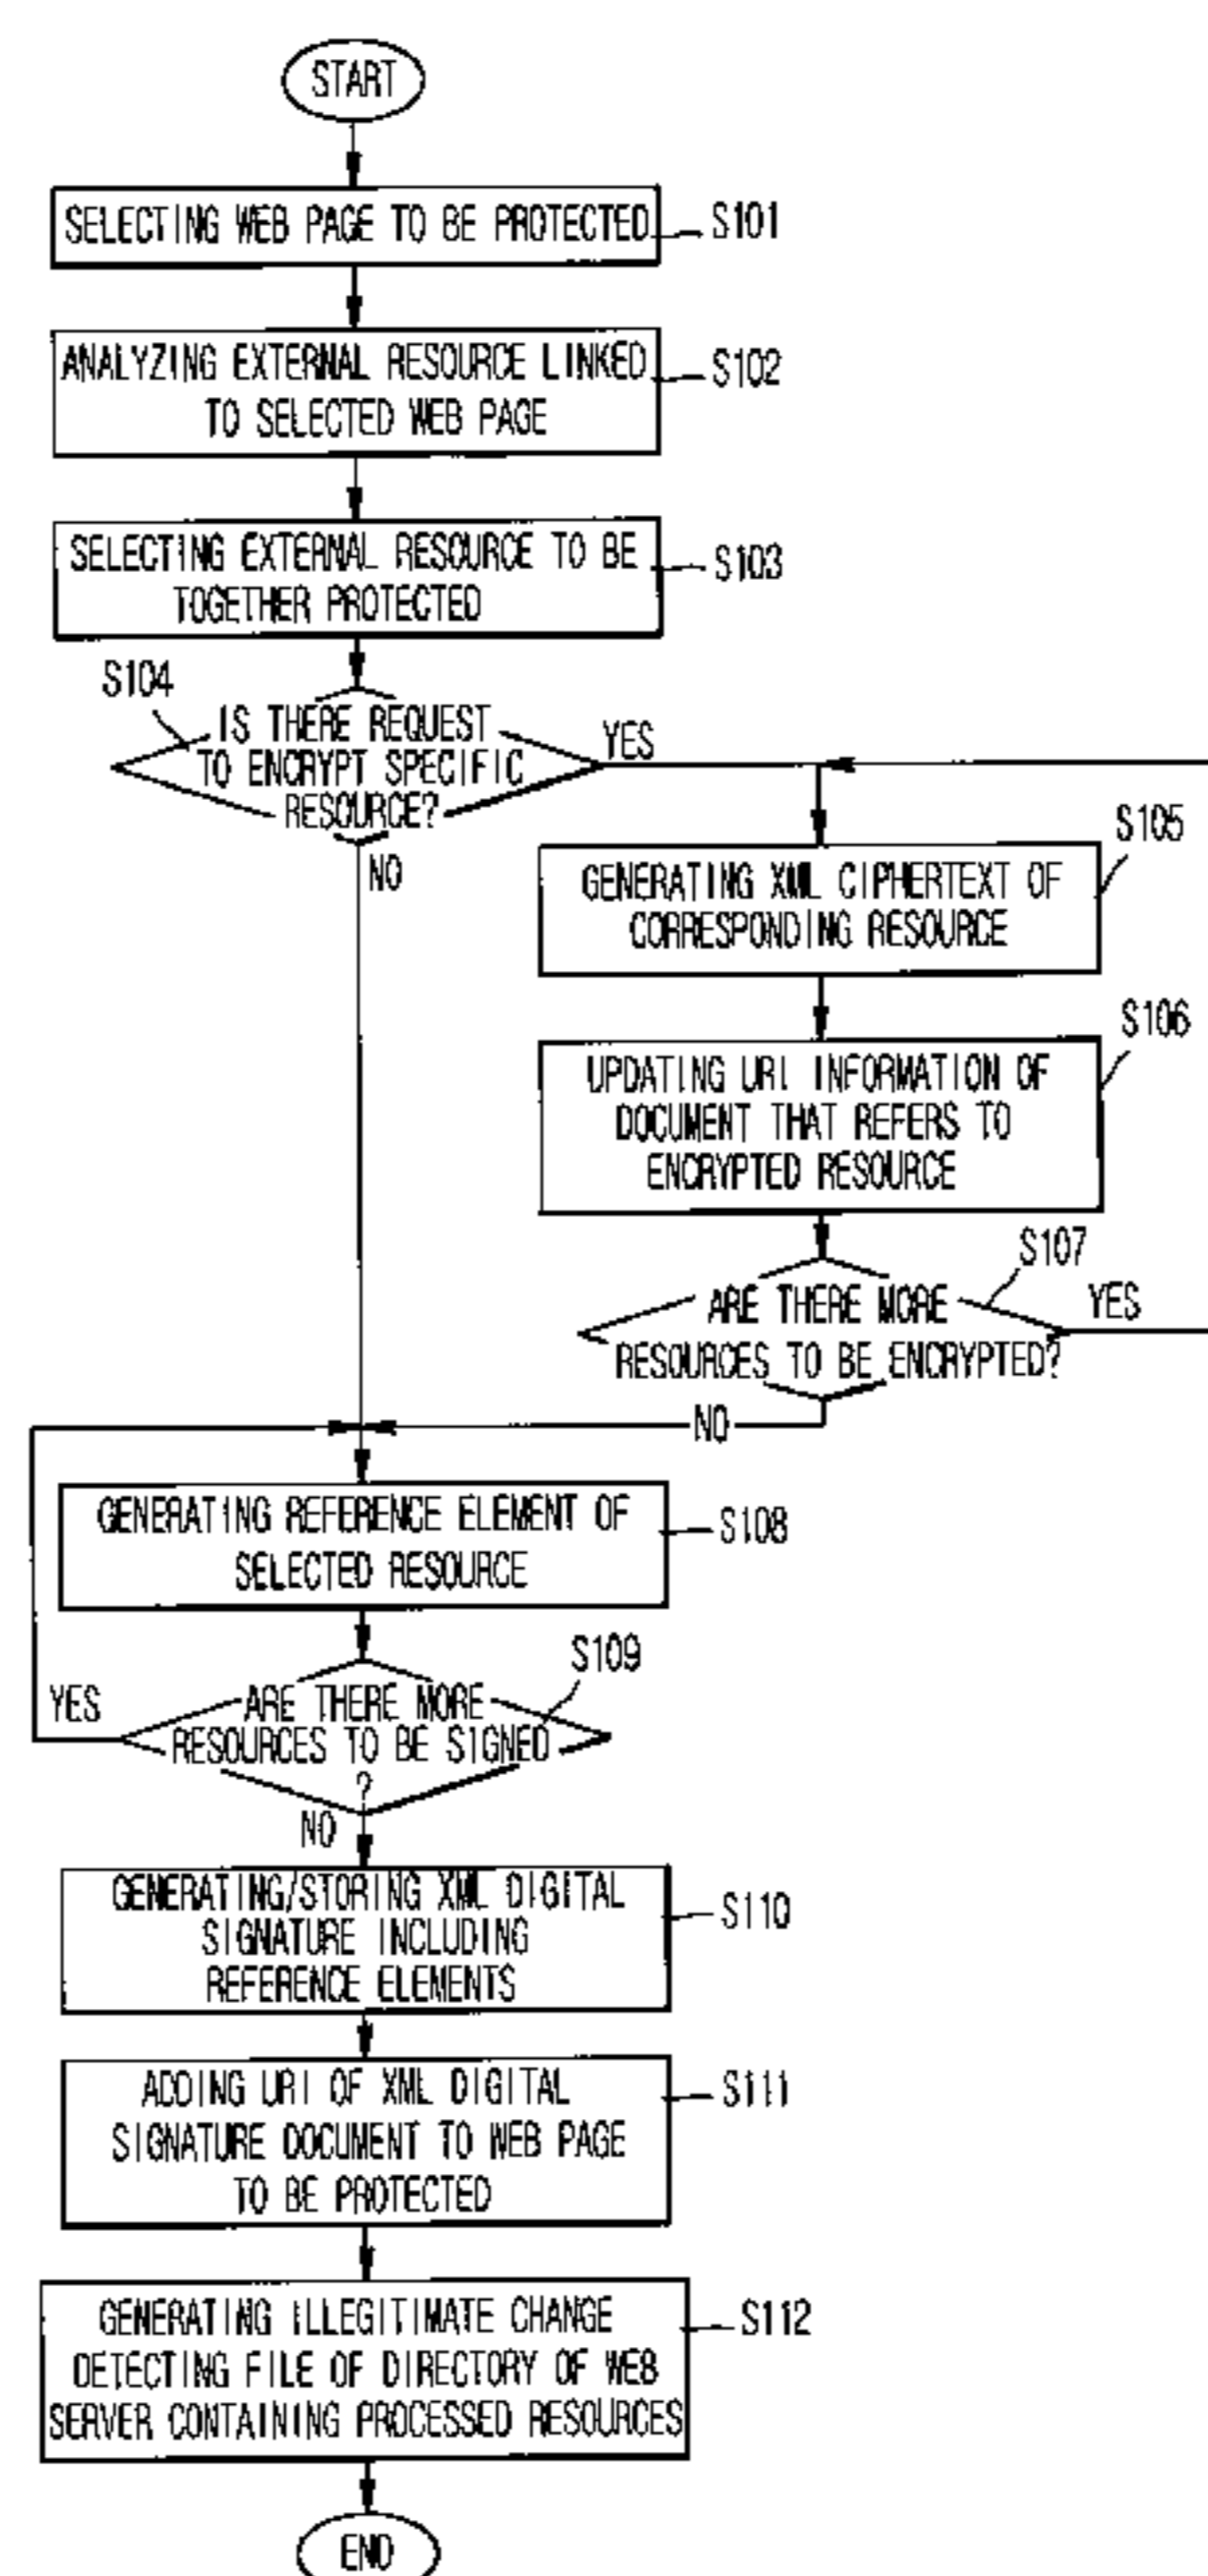 START
SELECTING WEB PAGE TO BE PROTECTED
S101
ANALYZING EXTERNAL RESOURCE LINKED
TO SELECTED WEB PAGE
S102
SELECTING EXTERNAL RESOURCE TO BE
TOGETHER PROTECTED
S103
S104
IS THERE REQUEST
TO ENCRYPT SPECIFIC
RESOURCE?
YES
NO
S105
GENERATING XML CIPHERTEXT OF
CORRESPONDING RESOURCE
S106
UPDATING URI INFORMATION OF
DOCUMENT THAT REFERS TO
ENCRYPTED RESOURCE
S107
ARE THERE MORE
RESOURCES TO BE ENCRYPTED?
YES
NO
GENERATING REFERENCE ELEMENT OF
SELECTED RESOURCE
S108
S109
ARE THERE MORE
RESOURCES TO BE SIGNED
?
YES
NO
GENERATING/STORING XML DIGITAL
SIGNATURE INCLUDING
REFERENCE ELEMENTS
S110
ADDING URI OF XML DIGITAL
SIGNATURE DOCUMENT TO WEB PAGE
TO BE PROTECTED
S111
GENERATING ILLEGITIMATE CHANGE
DETECTING FILE OF DIRECTORY OF WEB
SERVER CONTAINING PROCESSED RESOURCES
S112
END